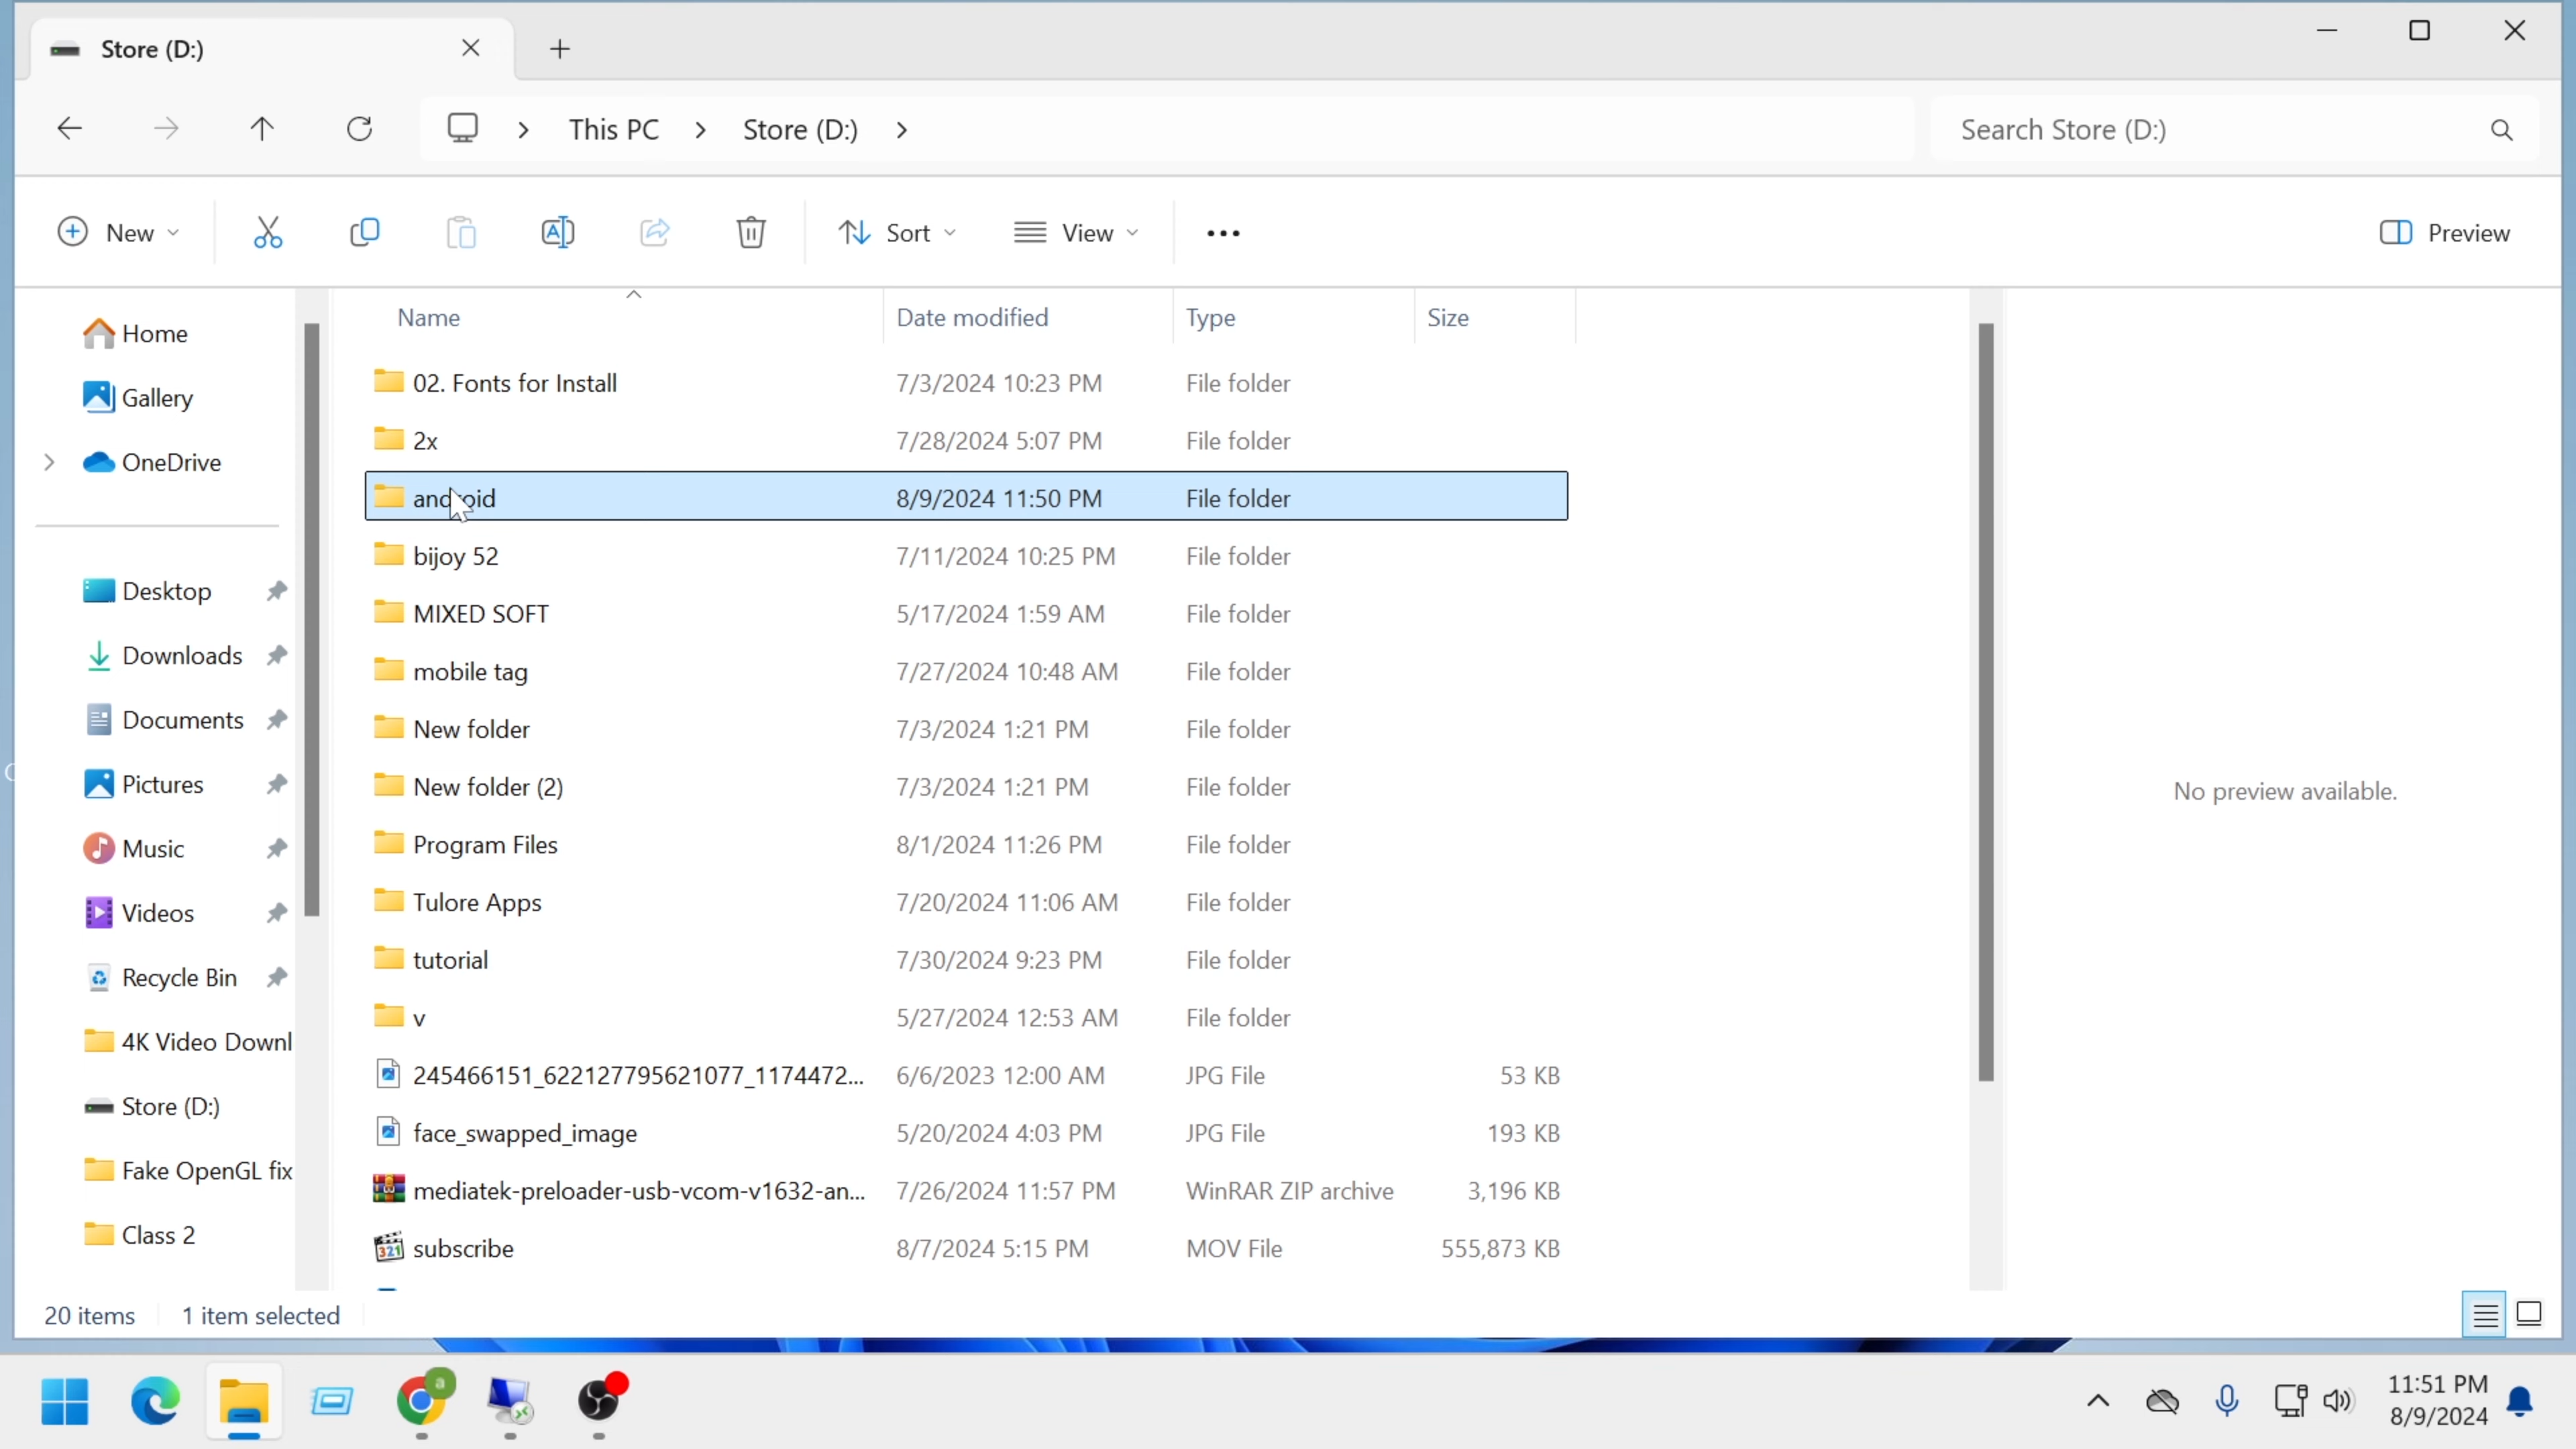 Store (D:)
This PC
Store (D:)
Search Store (D:)
New
Sort
View
Preview
Name
Date modified
Type
Size
Home
Gallery
OneDrive
Desktop
Downloads
Documents
Pictures
Music
Videos
Recycle Bin
4K Video Downl
Store (D:)
Fake OpenGL fix
Class 2
02. Fonts for Install 7/3/2024 10:23 PM File folder
2x 7/28/2024 5:07 PM File folder
android 8/9/2024 11:50 PM File folder
bijoy 52 7/11/2024 10:25 PM File folder
MIXED SOFT 5/17/2024 1:59 AM File folder
mobile tag 7/27/2024 10:48 AM File folder
New folder 7/3/2024 1:21 PM File folder
New folder (2) 7/3/2024 1:21 PM File folder
Program Files 8/1/2024 11:26 PM File folder
Tulore Apps 7/20/2024 11:06 AM File folder
tutorial 7/30/2024 9:23 PM File folder
v 5/27/2024 12:53 AM File folder
245466151_622127795621077_1174472... 6/6/2023 12:00 AM JPG File 53 KB
face_swapped_image 5/20/2024 4:03 PM JPG File 193 KB
mediatek-preloader-usb-vcom-v1632-an... 7/26/2024 11:57 PM WinRAR ZIP archive 3,196 KB
subscribe 8/7/2024 5:15 PM MOV File 555,873 KB
No preview available.
20 items 1 item selected
a
11:51 PM
8/9/2024